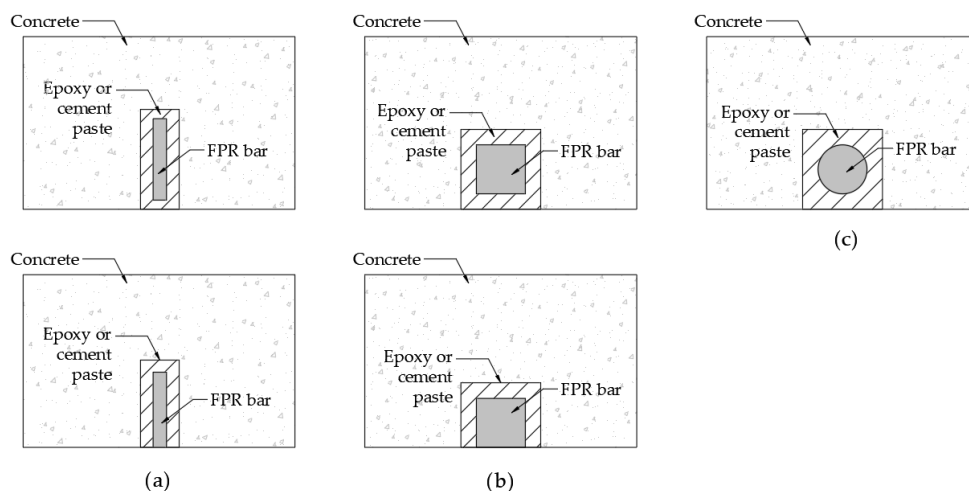 Concrete
Epoxy or
cement
paste
FPR bar
Concrete
Epoxy or
cement
paste
FPR bar
Concrete
Epoxy or
cement
paste
FPR bar
(c)
Concrete
Epoxy or
cement
paste
FPR bar
(a)
Concrete
Epoxy or
cement
paste
FPR bar
(b)